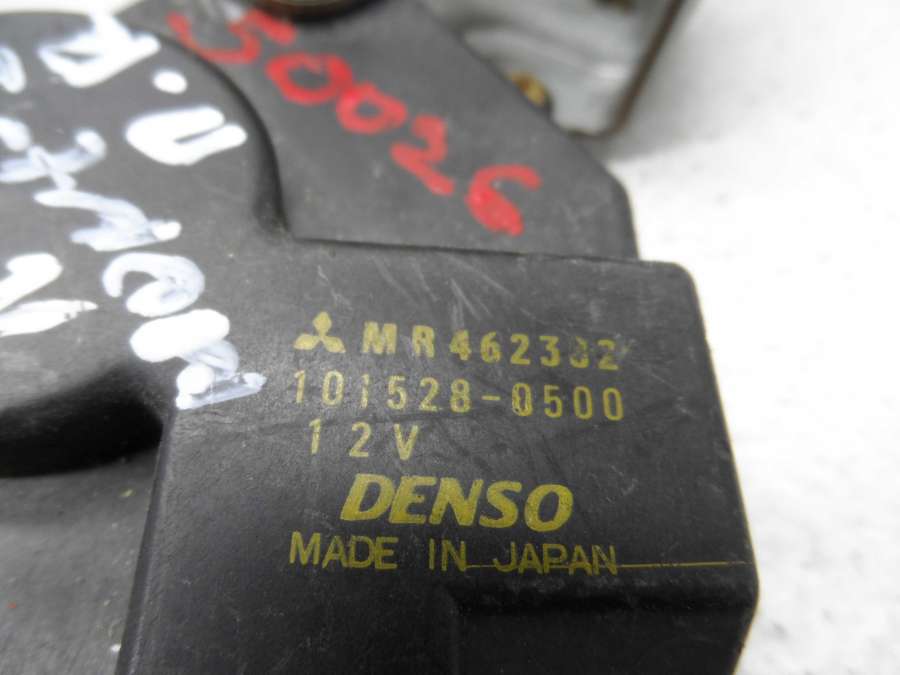 50026
MR462332
101528-0500
12V
DENSO
MADE IN JAPAN